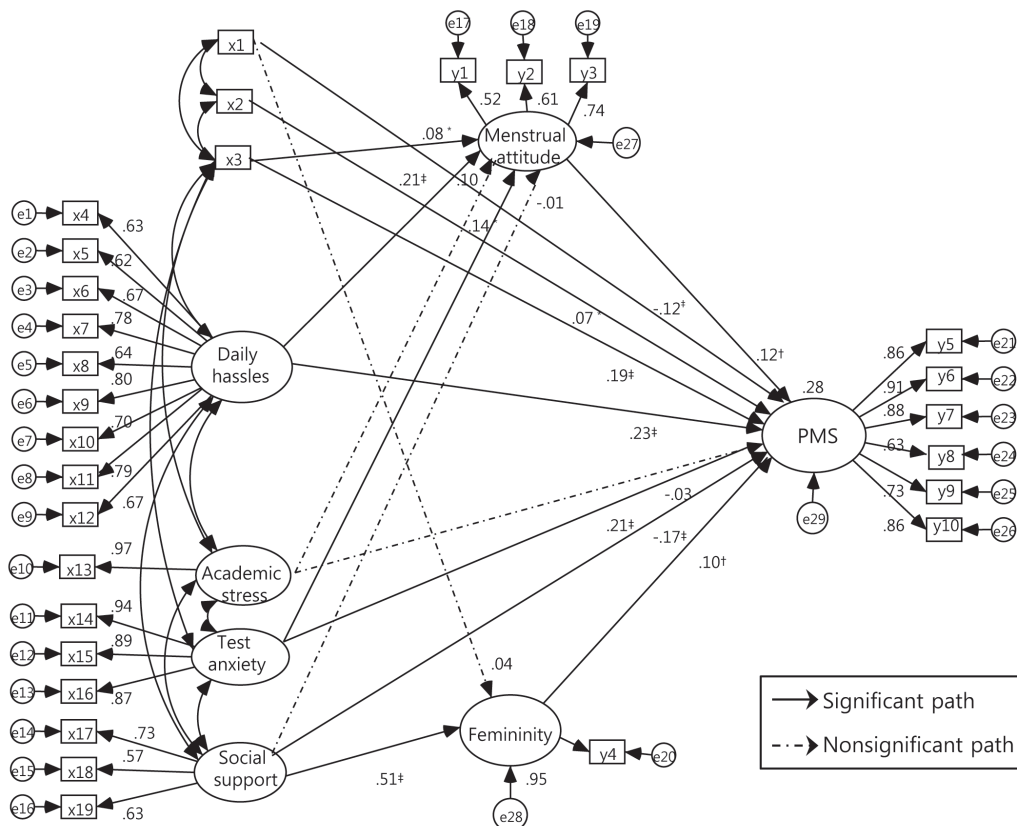 e17
e18
e19
x1
y1
y2
y3
.52
.61
.74
x2
Menstrual
attitude
e27
x3
.08 *
.21‡
.10
-.01
.14 *
e1
x4
.63
e2
x5
.62
e3
x6
.67
e4
x7
.78
e5
x8
.64
e6
x9
.80
e7
x10
.70
e8
x11
.79
e9
x12
.67
Daily
hassles
-.12‡
.07 *
.12†
.19‡
.28
.23‡
PMS
e29
.86
y5
e21
.91
y6
e22
.88
y7
e23
.63
y8
e24
y9
e25
.73
.86
y10
e26
-.03
.21‡
-.17‡
.10†
e10
x13
.97
Academic
stress
e11
x14
.94
e12
x15
.89
Test
anxiety
e13
x16
.87
.04
e14
x17
.73
e15
x18
.57
Social
support
e16
x19
.63
.51‡
Femininity
y4
e20
.95
e28
Significant path
Nonsignificant path